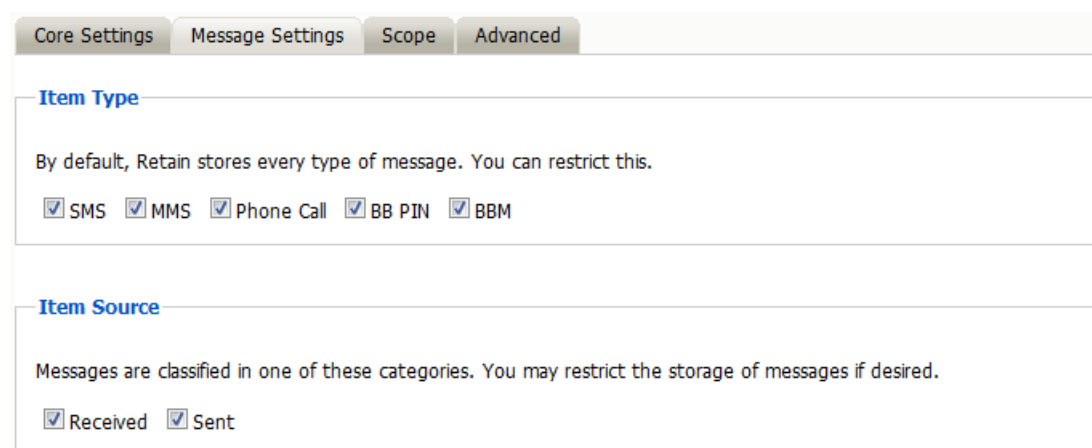 Core Settings Message Settings Scope Advanced
Item Type
By default, Retain stores every type of message. You can restrict this.
SMS MMS Phone Call BB PIN BBM
Item Source
Messages are classified in one of these categories. You may restrict the storage of messages if desired.
Received Sent